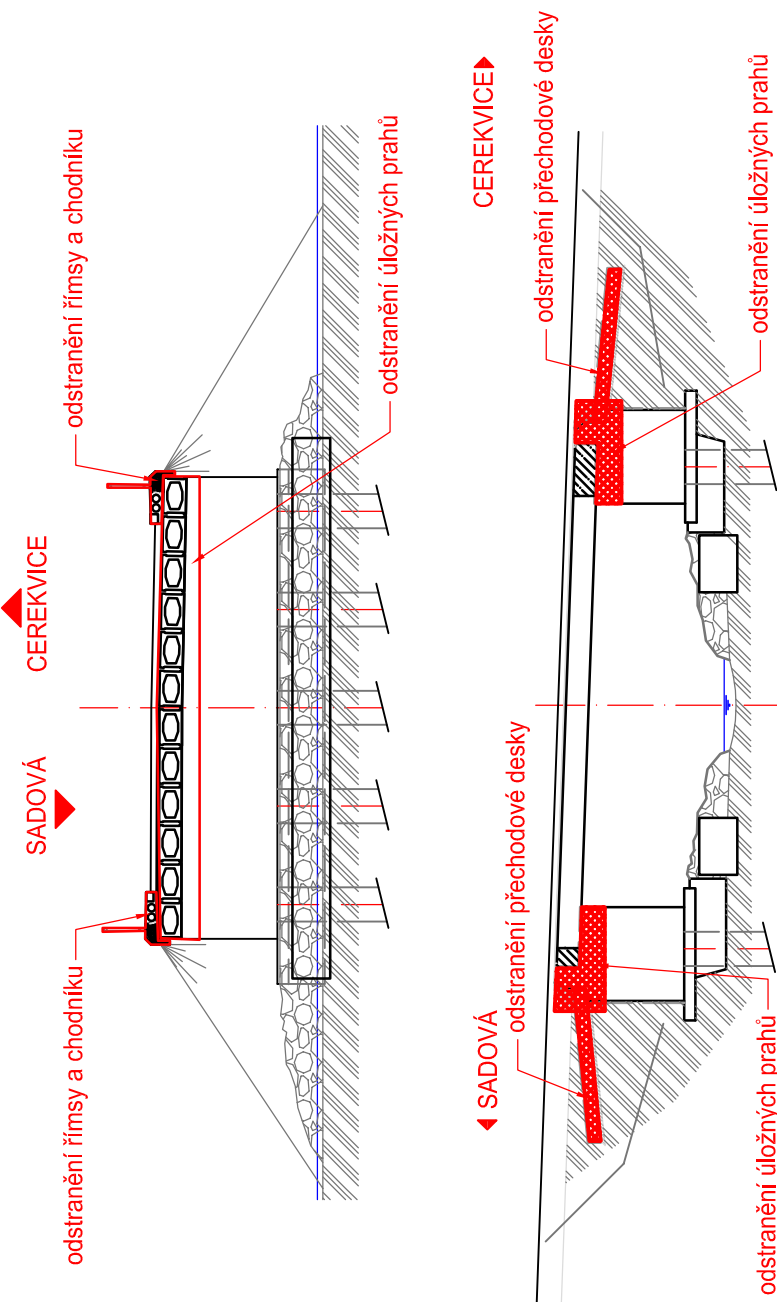 odstranění římsy a chodníku
CEREKVICE
SADOVÁ
odstranění římsy a chodníku
odstranění úložných prahů
CEREKVICE
odstranění přechodové desky
odstranění úložných prahů
SADOVÁ
odstranění přechodové desky
odstranění úložných prahů